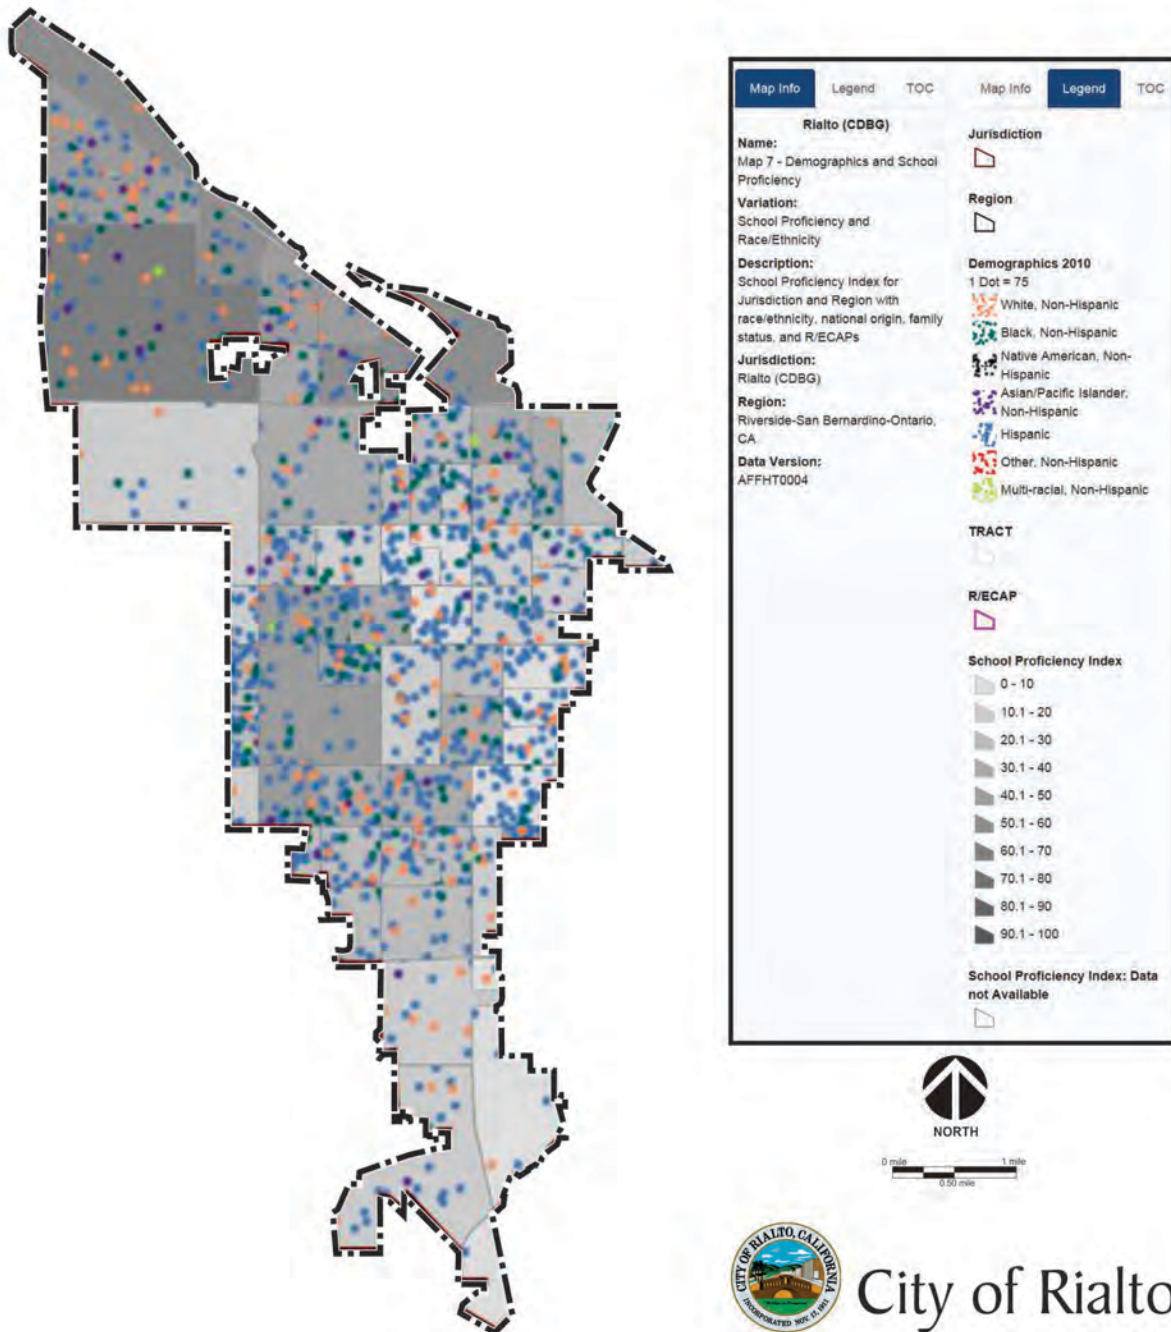 Map Info Legend TOC
Rialto (CDBG)
Name:
Map 7 - Demographics and School
Proficiency
Variation:
School Proficiency and
Race/Ethnicity
Description:
School Proficiency Index for
Jurisdiction and Region with
race/ethnicity, national origin, family
status, and R/ECAPs
Jurisdiction:
Rialto (CDBG)
Region:
Riverside-San Bernardino-Ontario,
CA
Data Version:
AFFHT0004
Map Info Legend TOC
Jurisdiction
Region
Demographics 2010
1 Dot = 75
White, Non-Hispanic
Black, Non-Hispanic
Native American, Non-
Hispanic
Asian/Pacific Islander,
Non-Hispanic
Hispanic
Other, Non-Hispanic
Multi-racial, Non-Hispanic
TRACT
R/ECAP
School Proficiency Index
0 - 10
10.1 - 20
20.1 - 30
30.1 - 40
40.1 - 50
50.1 - 60
60.1 - 70
70.1 - 80
80.1 - 90
90.1 - 100
School Proficiency Index: Data
not Available
NORTH
0 mile 1 mile
0.50 mile
CITY OF RIALTO, CALIFORNIA
INCORPORATED NOV. 17, 1911
City of Rialto